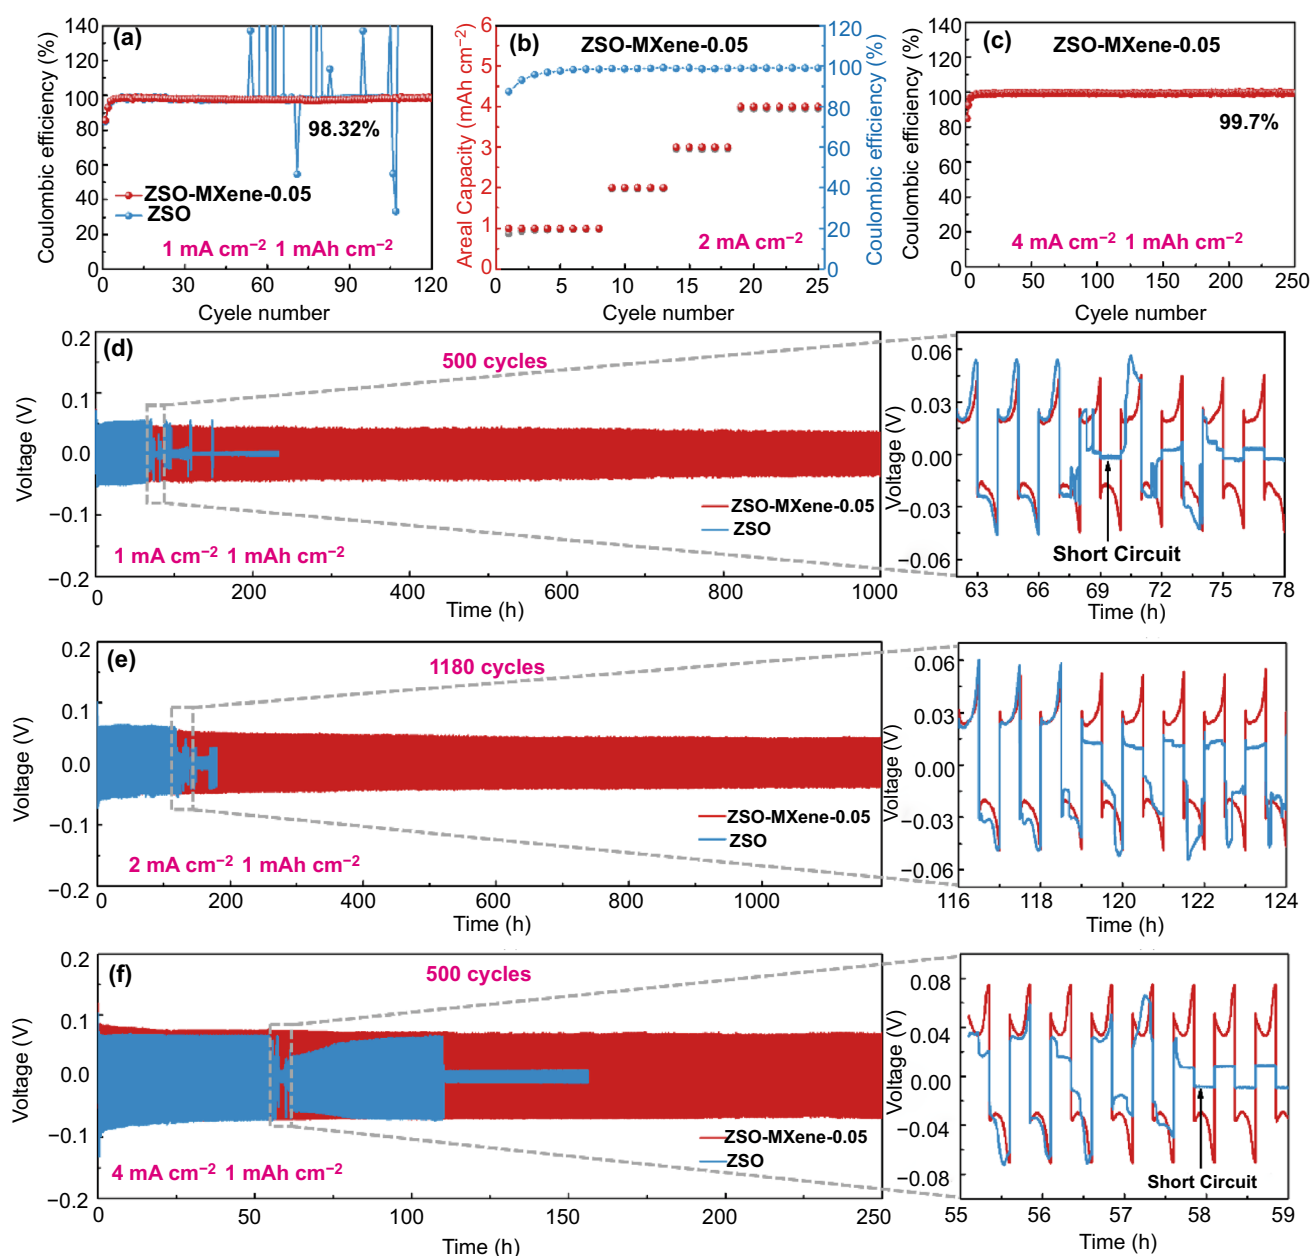 (a)
Coulombic efficiency (%)
140
120
100
80
60
40
20
0
98.32%
ZSO-MXene-0.05
ZSO
1 mA cm⁻² 1 mAh cm⁻²
0 30 60 90 120
Cyele number
(b)
ZSO-MXene-0.05
Areal Capacity (mAh cm⁻²)
6
5
4
3
2
1
0
2 mA cm⁻²
140
120
100
80
60
40
20
0
Coulombic efficiency (%)
0 5 10 15 20 25
Cyele number
(c)
ZSO-MXene-0.05
Coulombic efficiency (%)
140
120
100
80
60
40
20
0
99.7%
4 mA cm⁻² 1 mAh cm⁻²
0 50 100 150 200 250
Cyele number
(d)
500 cycles
Voltage (V)
0.2
0.1
0.0
−0.1
−0.2
ZSO-MXene-0.05
ZSO
1 mA cm⁻² 1 mAh cm⁻²
0 200 400 600 800 1000
Time (h)
Voltage (V)
0.06
0.03
0.00
−0.03
−0.06
Short Circuit
63 66 69 72 75 78
Time (h)
(e)
1180 cycles
Voltage (V)
0.2
0.1
0.0
−0.1
−0.2
ZSO-MXene-0.05
ZSO
2 mA cm⁻² 1 mAh cm⁻²
0 200 400 600 800 1000
Time (h)
Voltage (V)
0.06
0.03
0.00
−0.03
−0.06
116 118 120 122 124
Time (h)
(f)
500 cycles
Voltage (V)
0.2
0.1
0.0
−0.1
−0.2
ZSO-MXene-0.05
ZSO
4 mA cm⁻² 1 mAh cm⁻²
0 50 100 150 200 250
Time (h)
Voltage (V)
0.08
0.04
0.00
−0.04
−0.08
Short Circuit
55 56 57 58 59
Time (h)